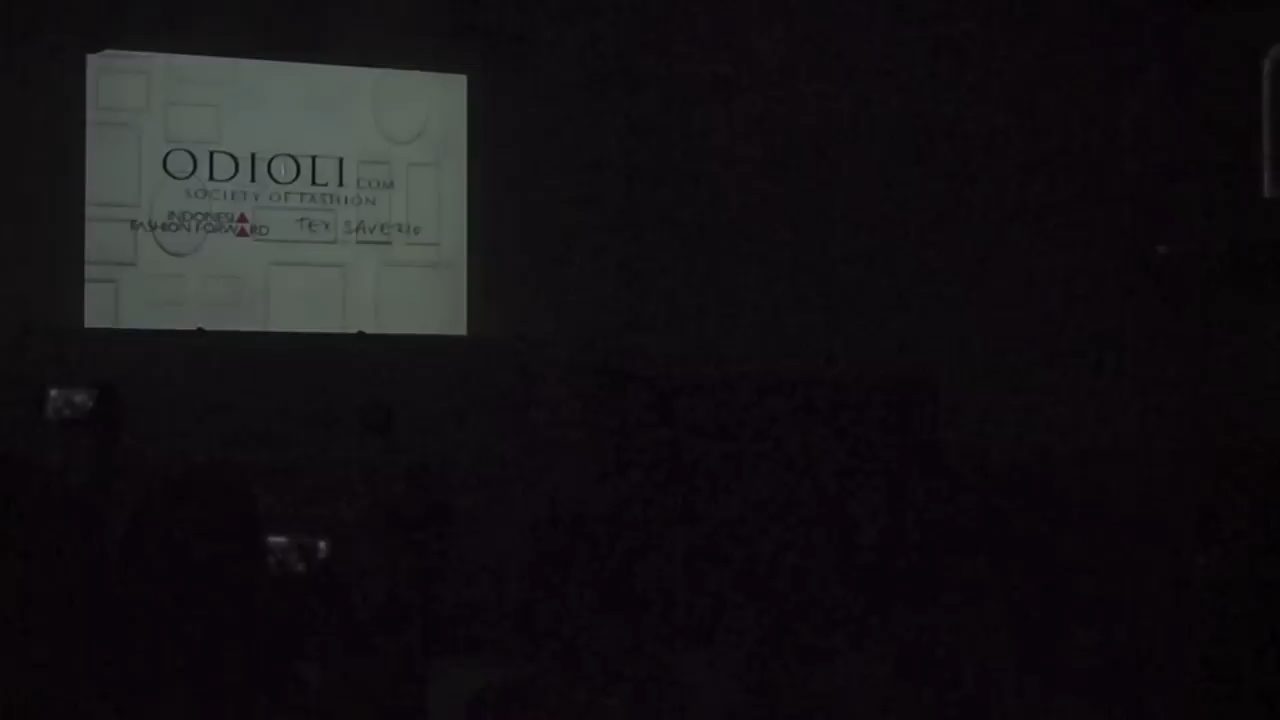 ODIOLI.COM
SOCIETY OF FASHION
INDONESIA
FASHION FORWARD
TEX SAVERIO